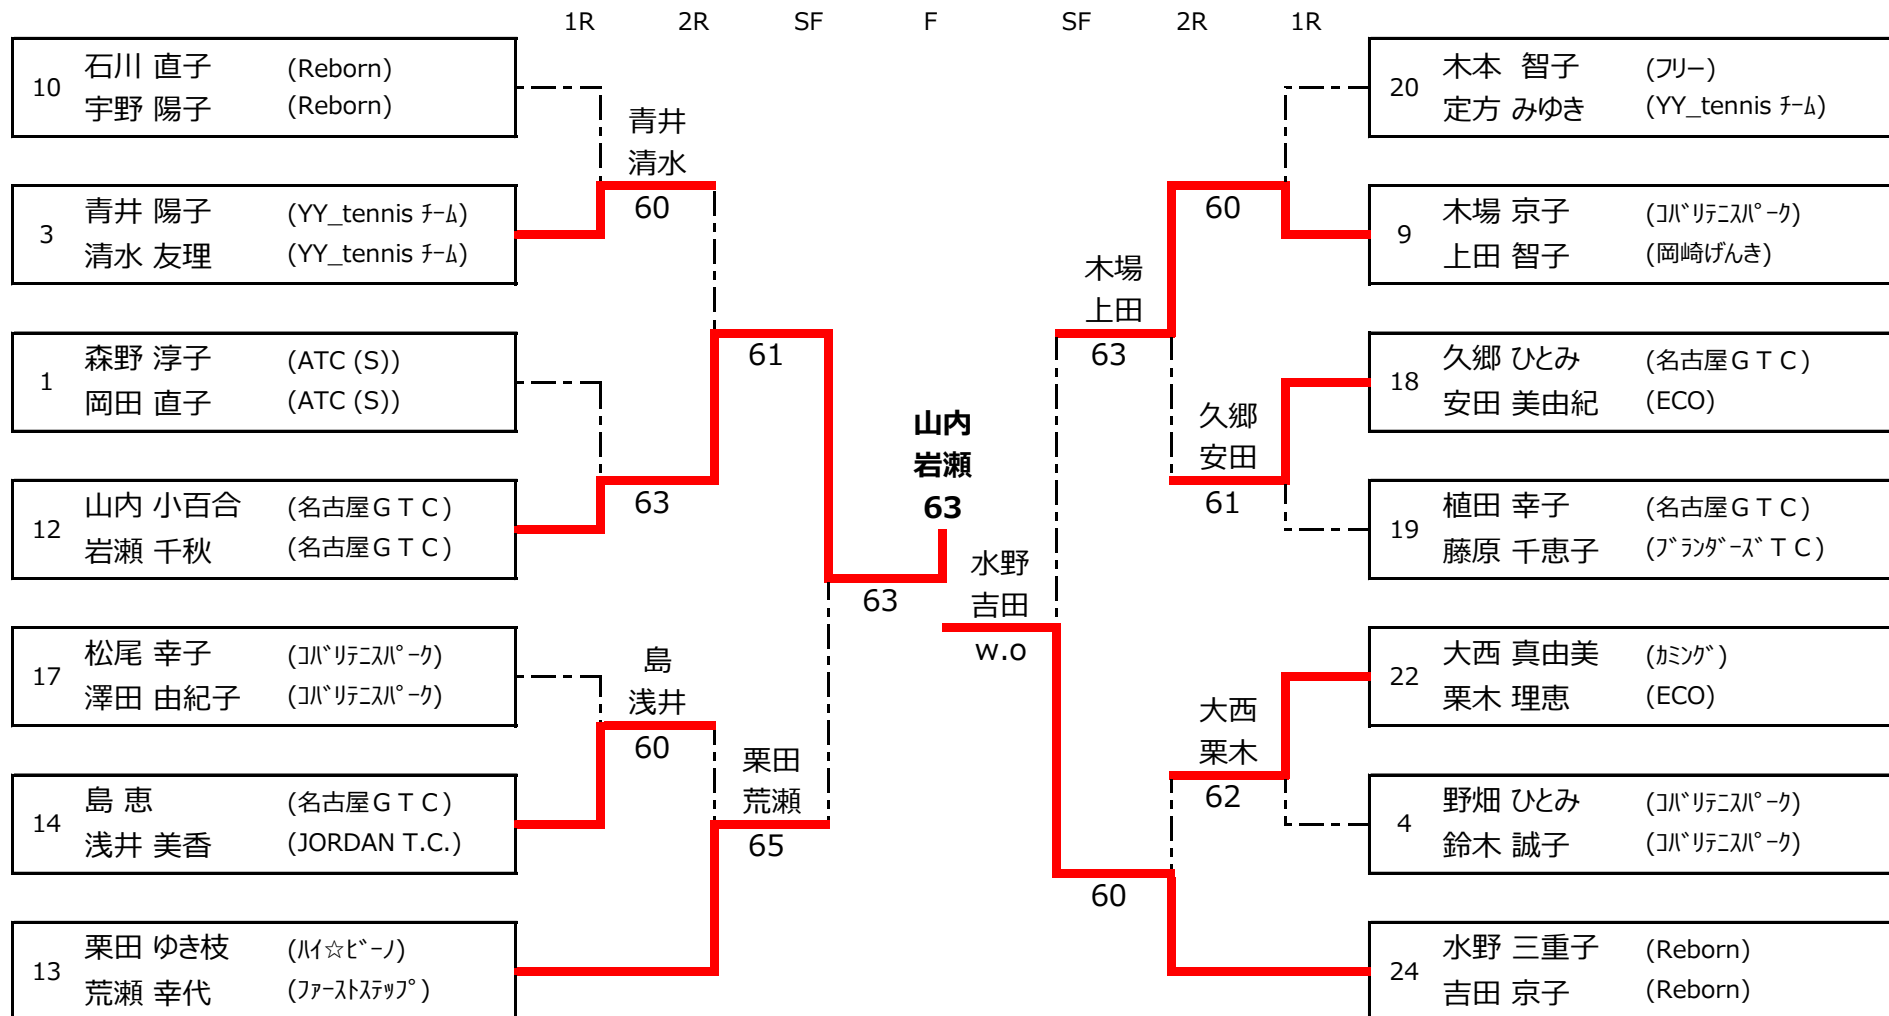 1R 2R SF F SF 2R 1R
10 石川 直子 (Reborn)
宇野 陽子 (Reborn)
3 青井 陽子 (YY_tennis ﾁｰﾑ)
清水 友理 (YY_tennis ﾁｰﾑ)
1 森野 淳子 (ATC (S))
岡田 直子 (ATC (S))
12 山内 小百合 (名古屋ＧＴＣ)
岩瀬 千秋 (名古屋ＧＴＣ)
17 松尾 幸子 (ｺﾊﾞﾘﾃﾆｽﾊﾟｰｸ)
澤田 由紀子 (ｺﾊﾞﾘﾃﾆｽﾊﾟｰｸ)
14 島 恵 (名古屋ＧＴＣ)
浅井 美香 (JORDAN T.C.)
13 栗田 ゆき枝 (ﾊｲ☆ﾋﾞｰﾉ)
荒瀬 幸代 (ﾌｧｰｽﾄｽﾃｯﾌﾟ)
青井
清水
60
63
島
浅井
60
61
栗田
荒瀬
65
63
山内
岩瀬
63
水野
吉田
w.o
木場
上田
63
60
60
久郷
安田
61
大西
栗木
62
20 木本 智子 (フリー)
定方 みゆき (YY_tennis ﾁｰﾑ)
9 木場 京子 (ｺﾊﾞﾘﾃﾆｽﾊﾟｰｸ)
上田 智子 (岡崎げんき)
18 久郷 ひとみ (名古屋ＧＴＣ)
安田 美由紀 (ECO)
19 植田 幸子 (名古屋ＧＴＣ)
藤原 千恵子 (ﾌﾞﾗﾝﾀﾞｰｽﾞＴＣ)
22 大西 真由美 (ｶﾐﾝｸﾞ)
栗木 理恵 (ECO)
4 野畑 ひとみ (ｺﾊﾞﾘﾃﾆｽﾊﾟｰｸ)
鈴木 誠子 (ｺﾊﾞﾘﾃﾆｽﾊﾟｰｸ)
24 水野 三重子 (Reborn)
吉田 京子 (Reborn)